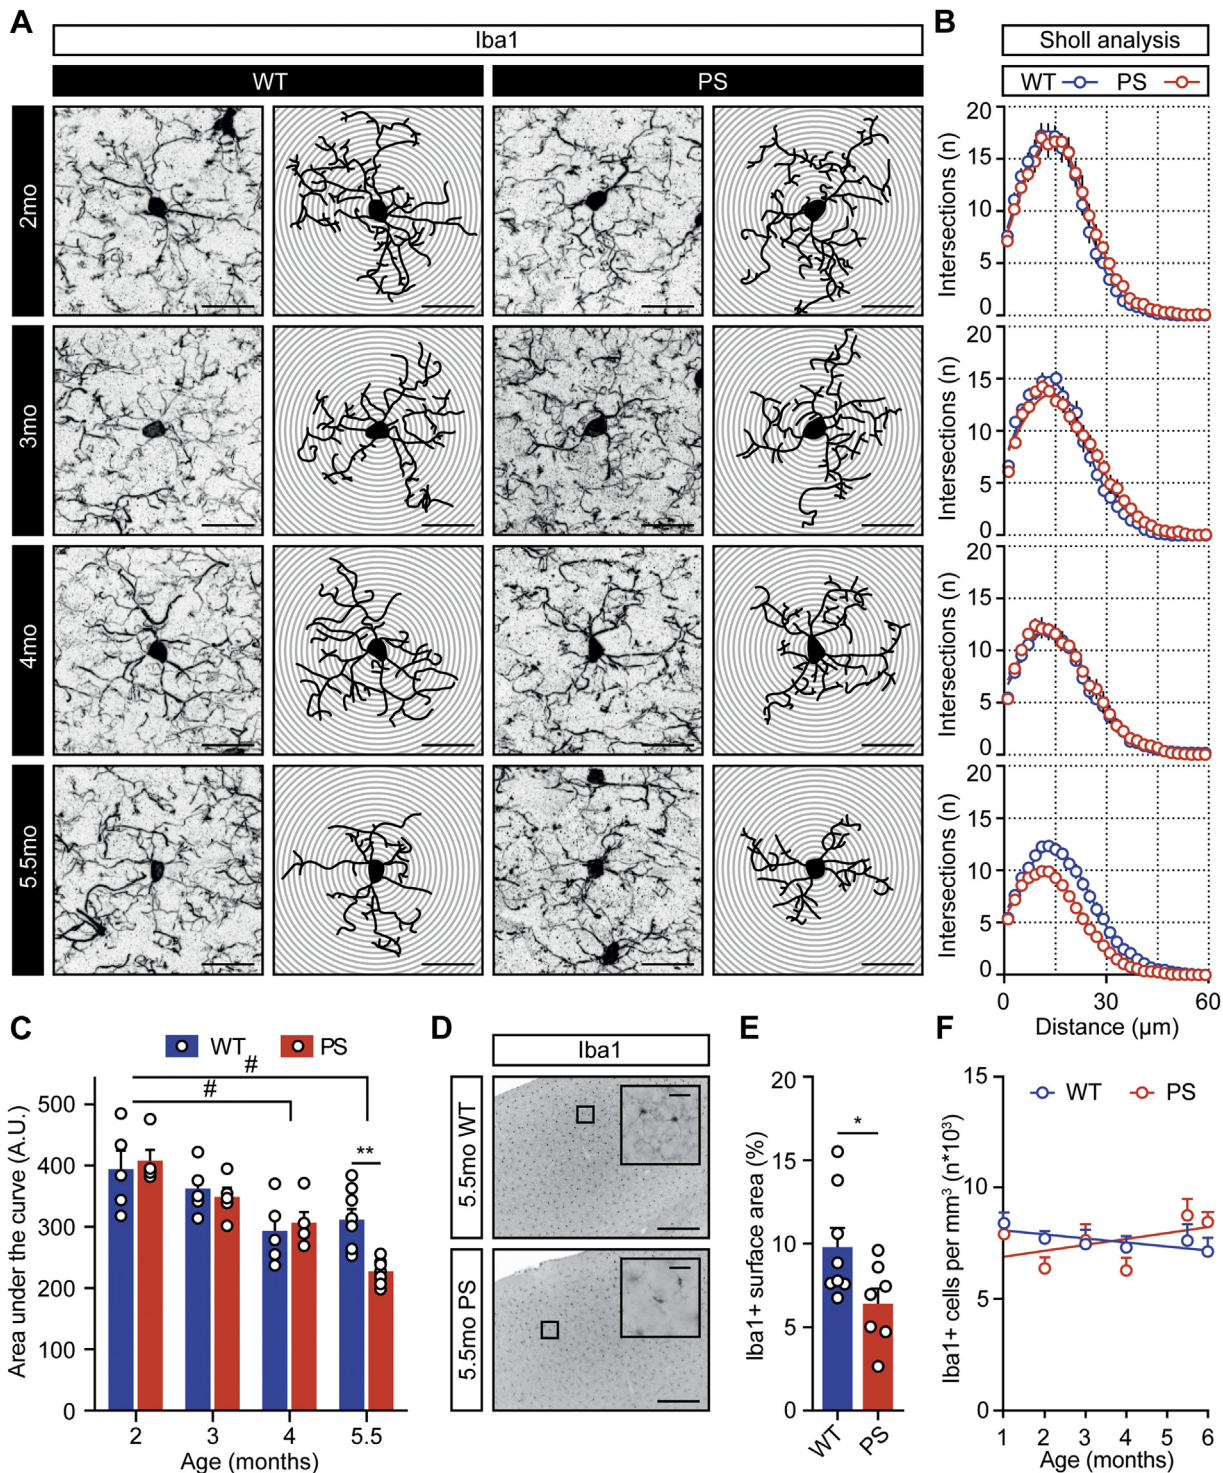 A
Iba1
WT
PS
2mo
3mo
4mo
5.5mo
B
Sholl analysis
WT PS
Intersections (n)
20
15
10
5
0
Intersections (n)
20
15
10
5
0
Intersections (n)
20
15
10
5
0
Intersections (n)
20
15
10
5
0
0 30 60
Distance (µm)
C
WT PS
#
#
**
Area under the curve (A.U.)
500
400
300
200
100
0
2 3 4 5.5
Age (months)
D
Iba1
5.5mo WT
5.5mo PS
E
Iba1+ surface area (%)
20
15
10
5
0
*
WT PS
F
WT PS
Iba1+ cells per mm³ (n*10³)
15
10
5
0
1 2 3 4 5 6
Age (months)